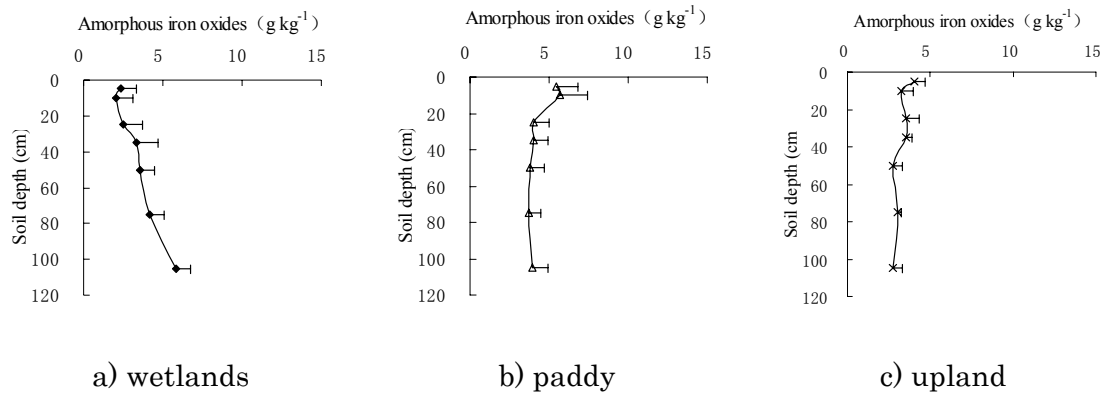 Amorphous iron oxides（g kg⁻¹）
0 5 10 15
0
20
40
60
80
100
120
Soil depth (cm)
a) wetlands
Amorphous iron oxides（g kg⁻¹）
0 5 10 15
0
20
40
60
80
100
120
Soil depth (cm)
b) paddy
Amorphous iron oxides（g kg⁻¹）
0 5 10 15
0
20
40
60
80
100
120
Soil depth (cm
c) upland